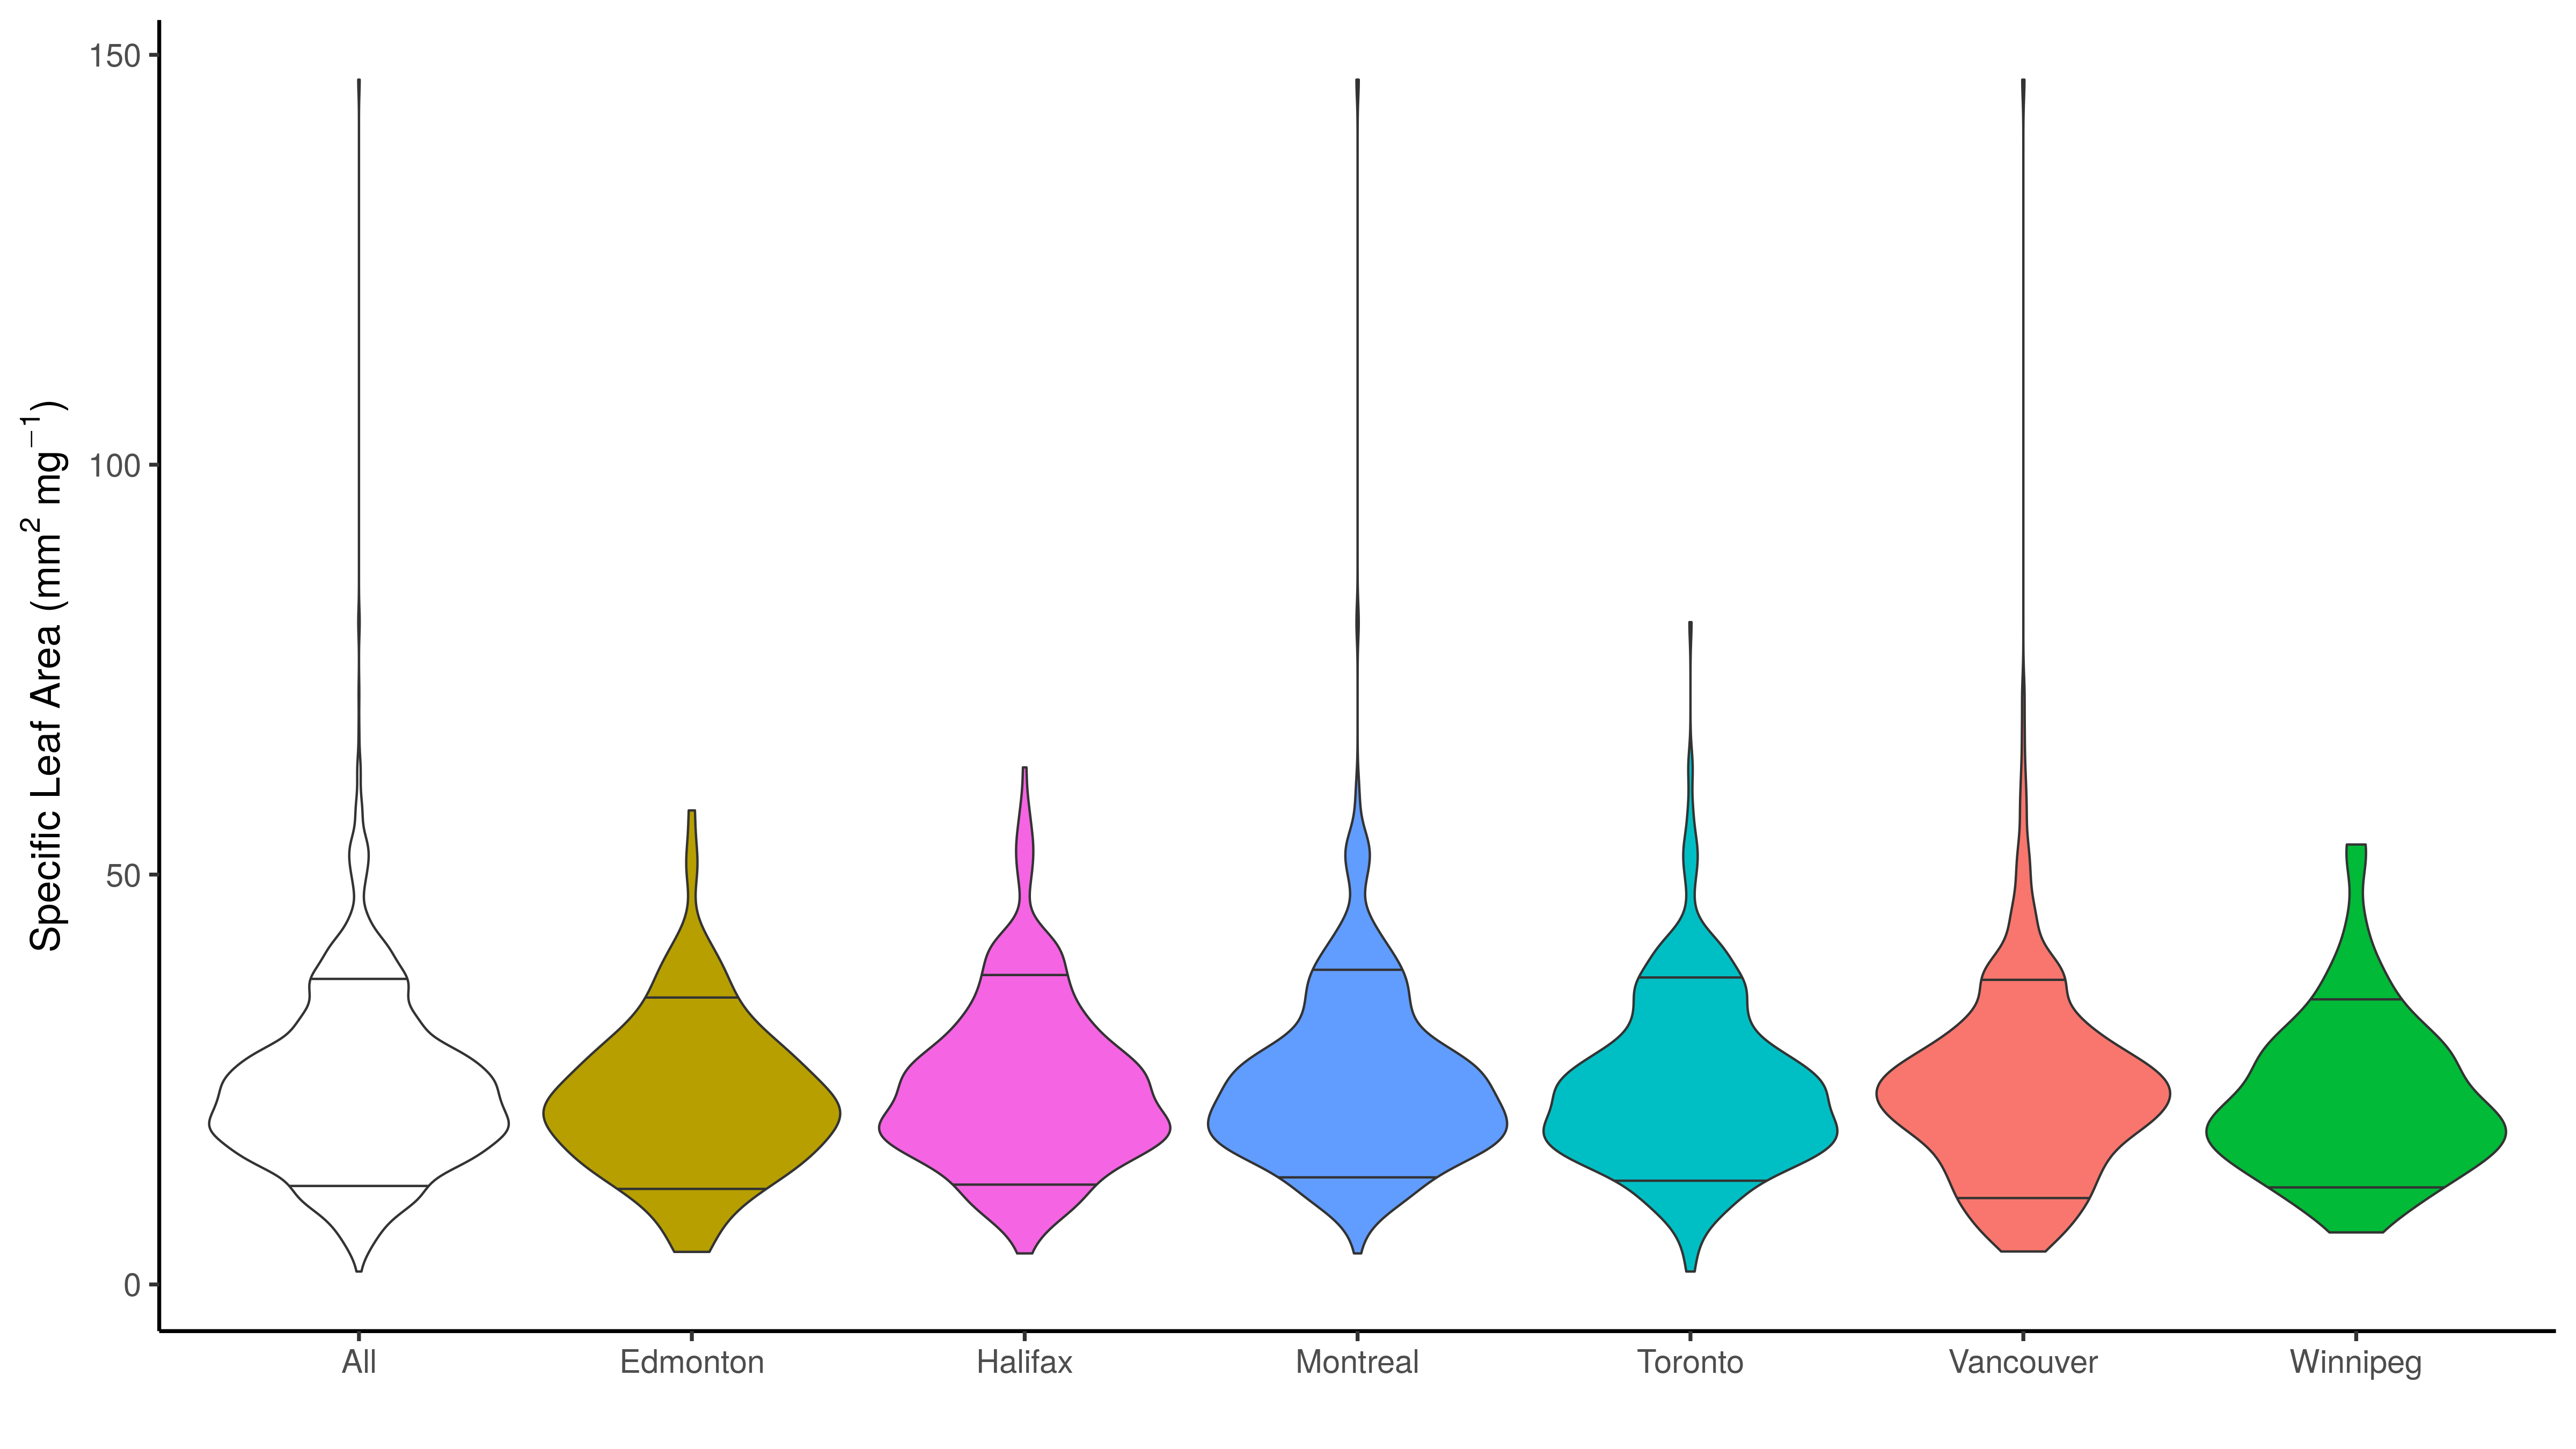 Specific Leaf Area (mm² mg⁻¹)
150
100
50
0
All Edmonton Halifax Montreal Toronto Vancouver Winnipeg